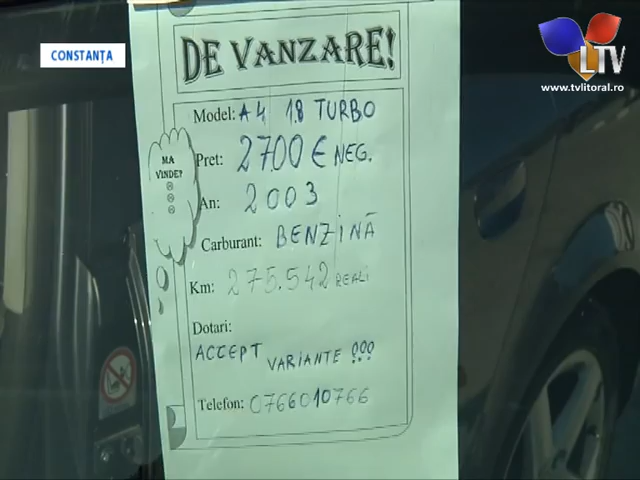 CONSTANȚA
LTV
www.tvlitoral.ro
DE VANZARE!
Model: A4 1.8 TURBO
MA
VINDE?
Pret: 2700 € NEG.
An: 2003
Carburant: BENZINĂ
Km: 275.542 REALI
Dotari:
ACCEPT VARIANTE !!!
Telefon: 0766010766